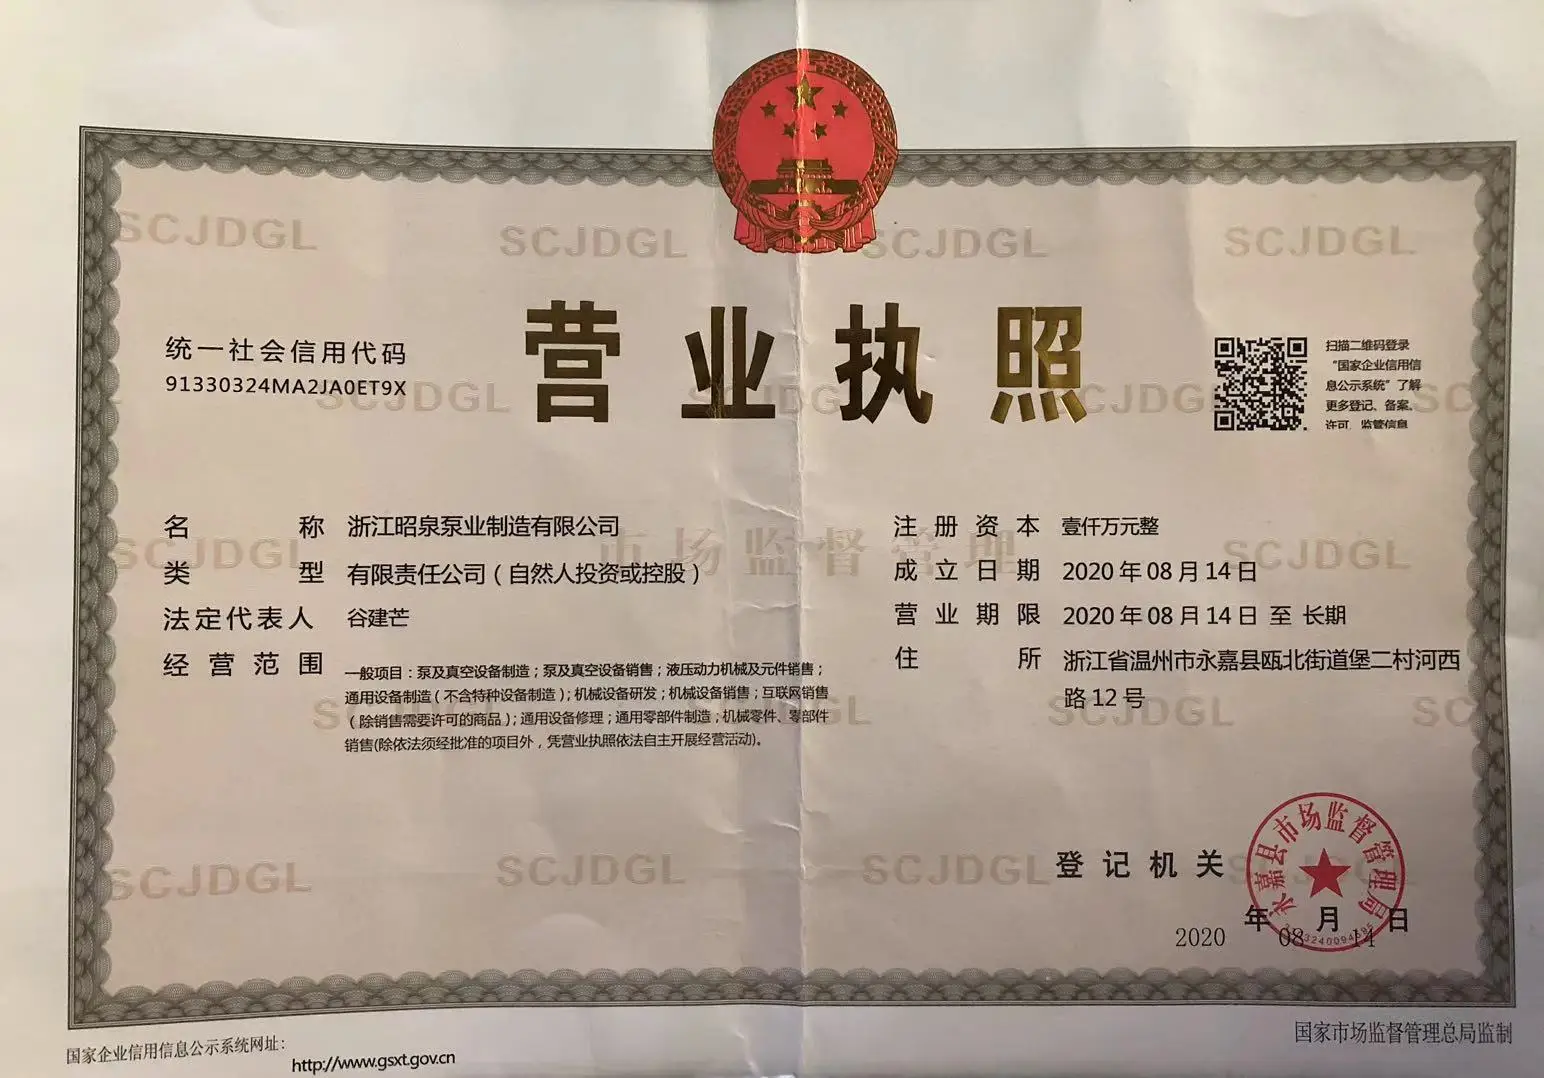 营业执照
统一社会信用代码
91330324MA2JA0ET9X
扫描二维码登录
“国家企业信用信
息公示系统”了解
更多登记、备案、
许可、监管信息
名称 浙江昭泉泵业制造有限公司
类型 有限责任公司（自然人投资或控股）
法定代表人 谷建芒
经营范围 一般项目：泵及真空设备制造；泵及真空设备销售；液压动力机械及元件销售；
通用设备制造（不含特种设备制造）；机械设备研发；机械设备销售；互联网销售
（除销售需要许可的商品）；通用设备修理；通用零部件制造；机械零件、零部件
销售(除依法须经批准的项目外，凭营业执照依法自主开展经营活动)。
注册资本 壹仟万元整
成立日期 2020年08月14日
营业期限 2020年08月14日 至 长期
住所 浙江省温州市永嘉县瓯北街道堡二村河西
路12号
登记机关
永嘉县市场监督管理局
2020 年 08 月 14 日
国家企业信用信息公示系统网址：
http://www.gsxt.gov.cn
国家市场监督管理总局监制
SCJDGL
市场监督管理